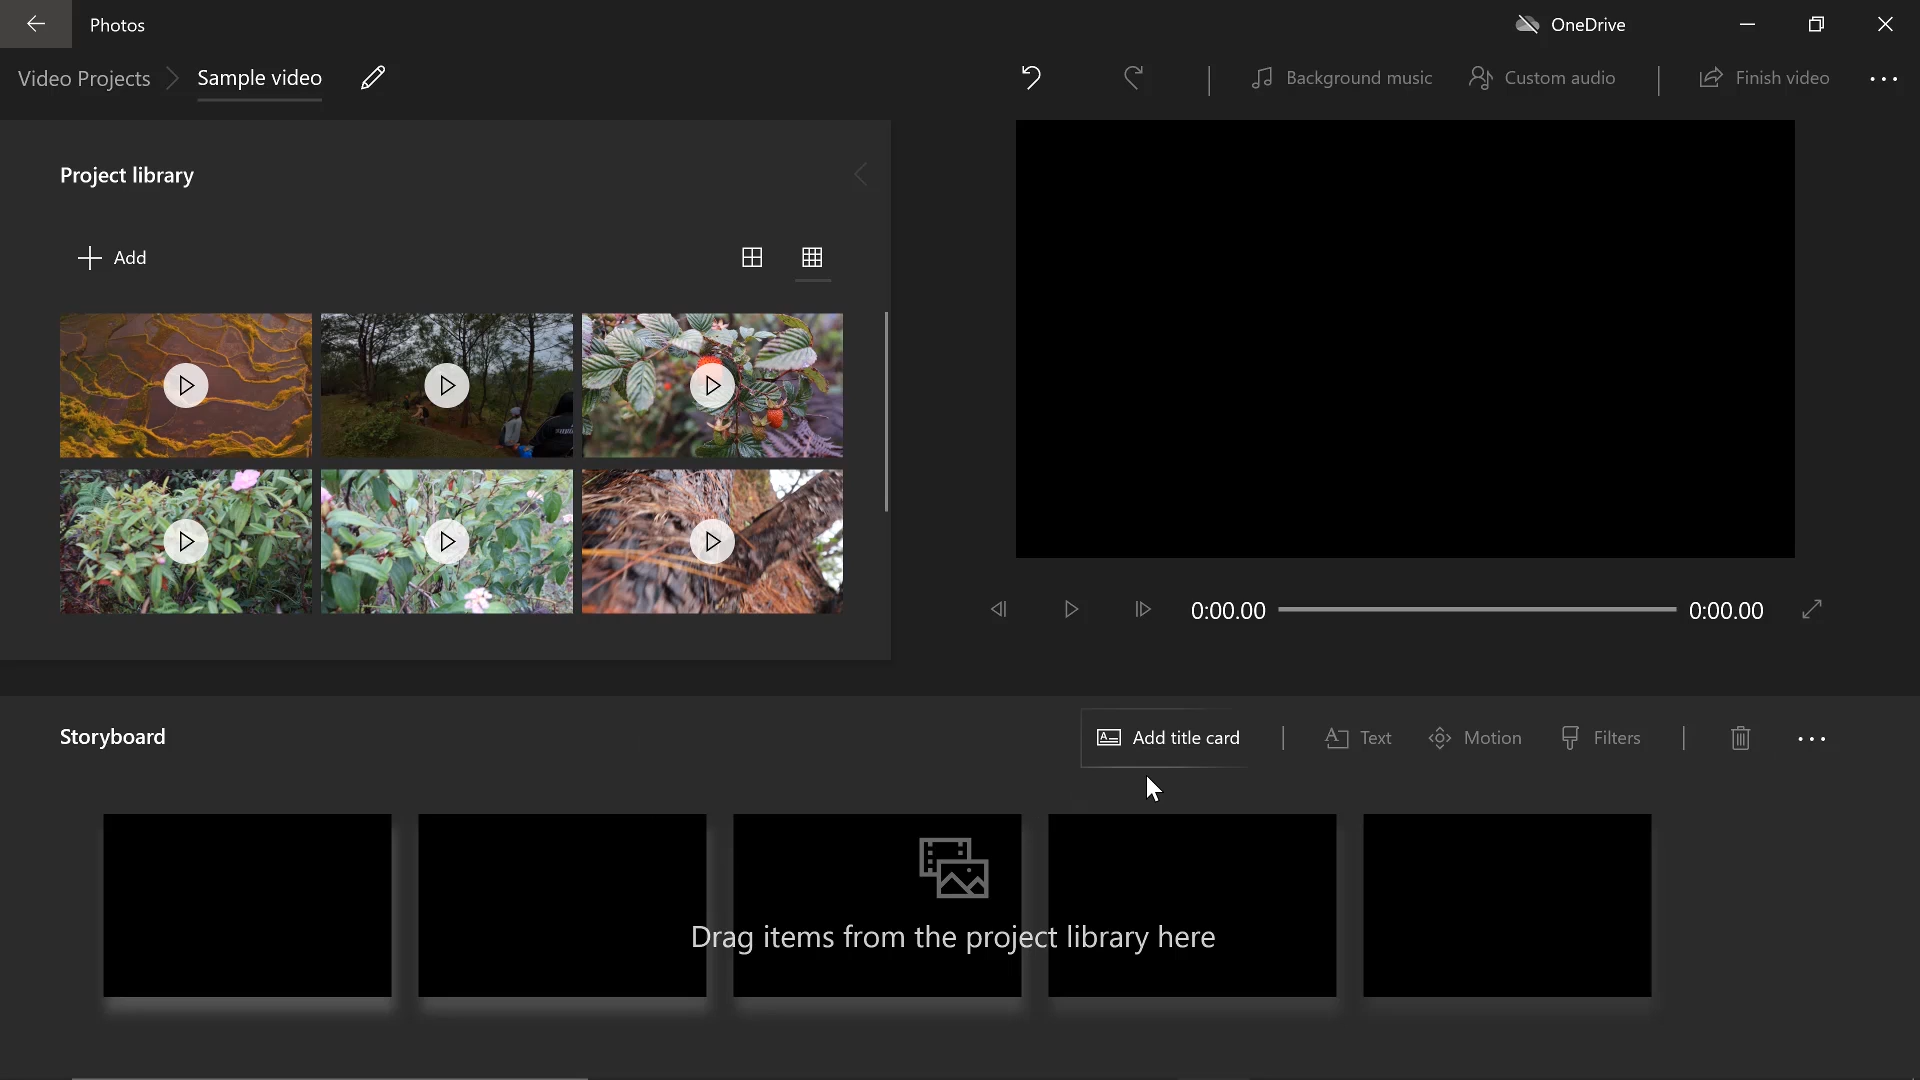 Photos
OneDrive
Video Projects
Sample video
Background music
Custom audio
Finish video
Project library
Add
0:00.00
0:00.00
Storyboard
Add title card
Text
Motion
Filters
Drag items from the project library here